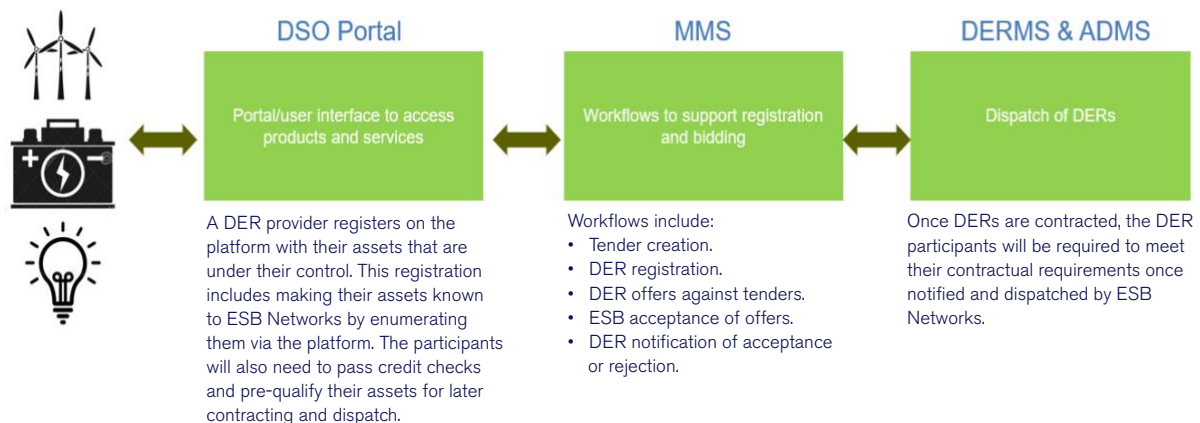 DSO Portal
Portal/user interface to access
products and services
A DER provider registers on the
platform with their assets that are
under their control. This registration
includes making their assets known
to ESB Networks by enumerating
them via the platform. The participants
will also need to pass credit checks
and pre-qualify their assets for later
contracting and dispatch.
MMS
Workflows to support registration
and bidding
Workflows include:
• Tender creation.
• DER registration.
• DER offers against tenders.
• ESB acceptance of offers.
• DER notification of acceptance
or rejection.
DERMS & ADMS
Dispatch of DERs
Once DERs are contracted, the DER
participants will be required to meet
their contractual requirements once
notified and dispatched by ESB
Networks.